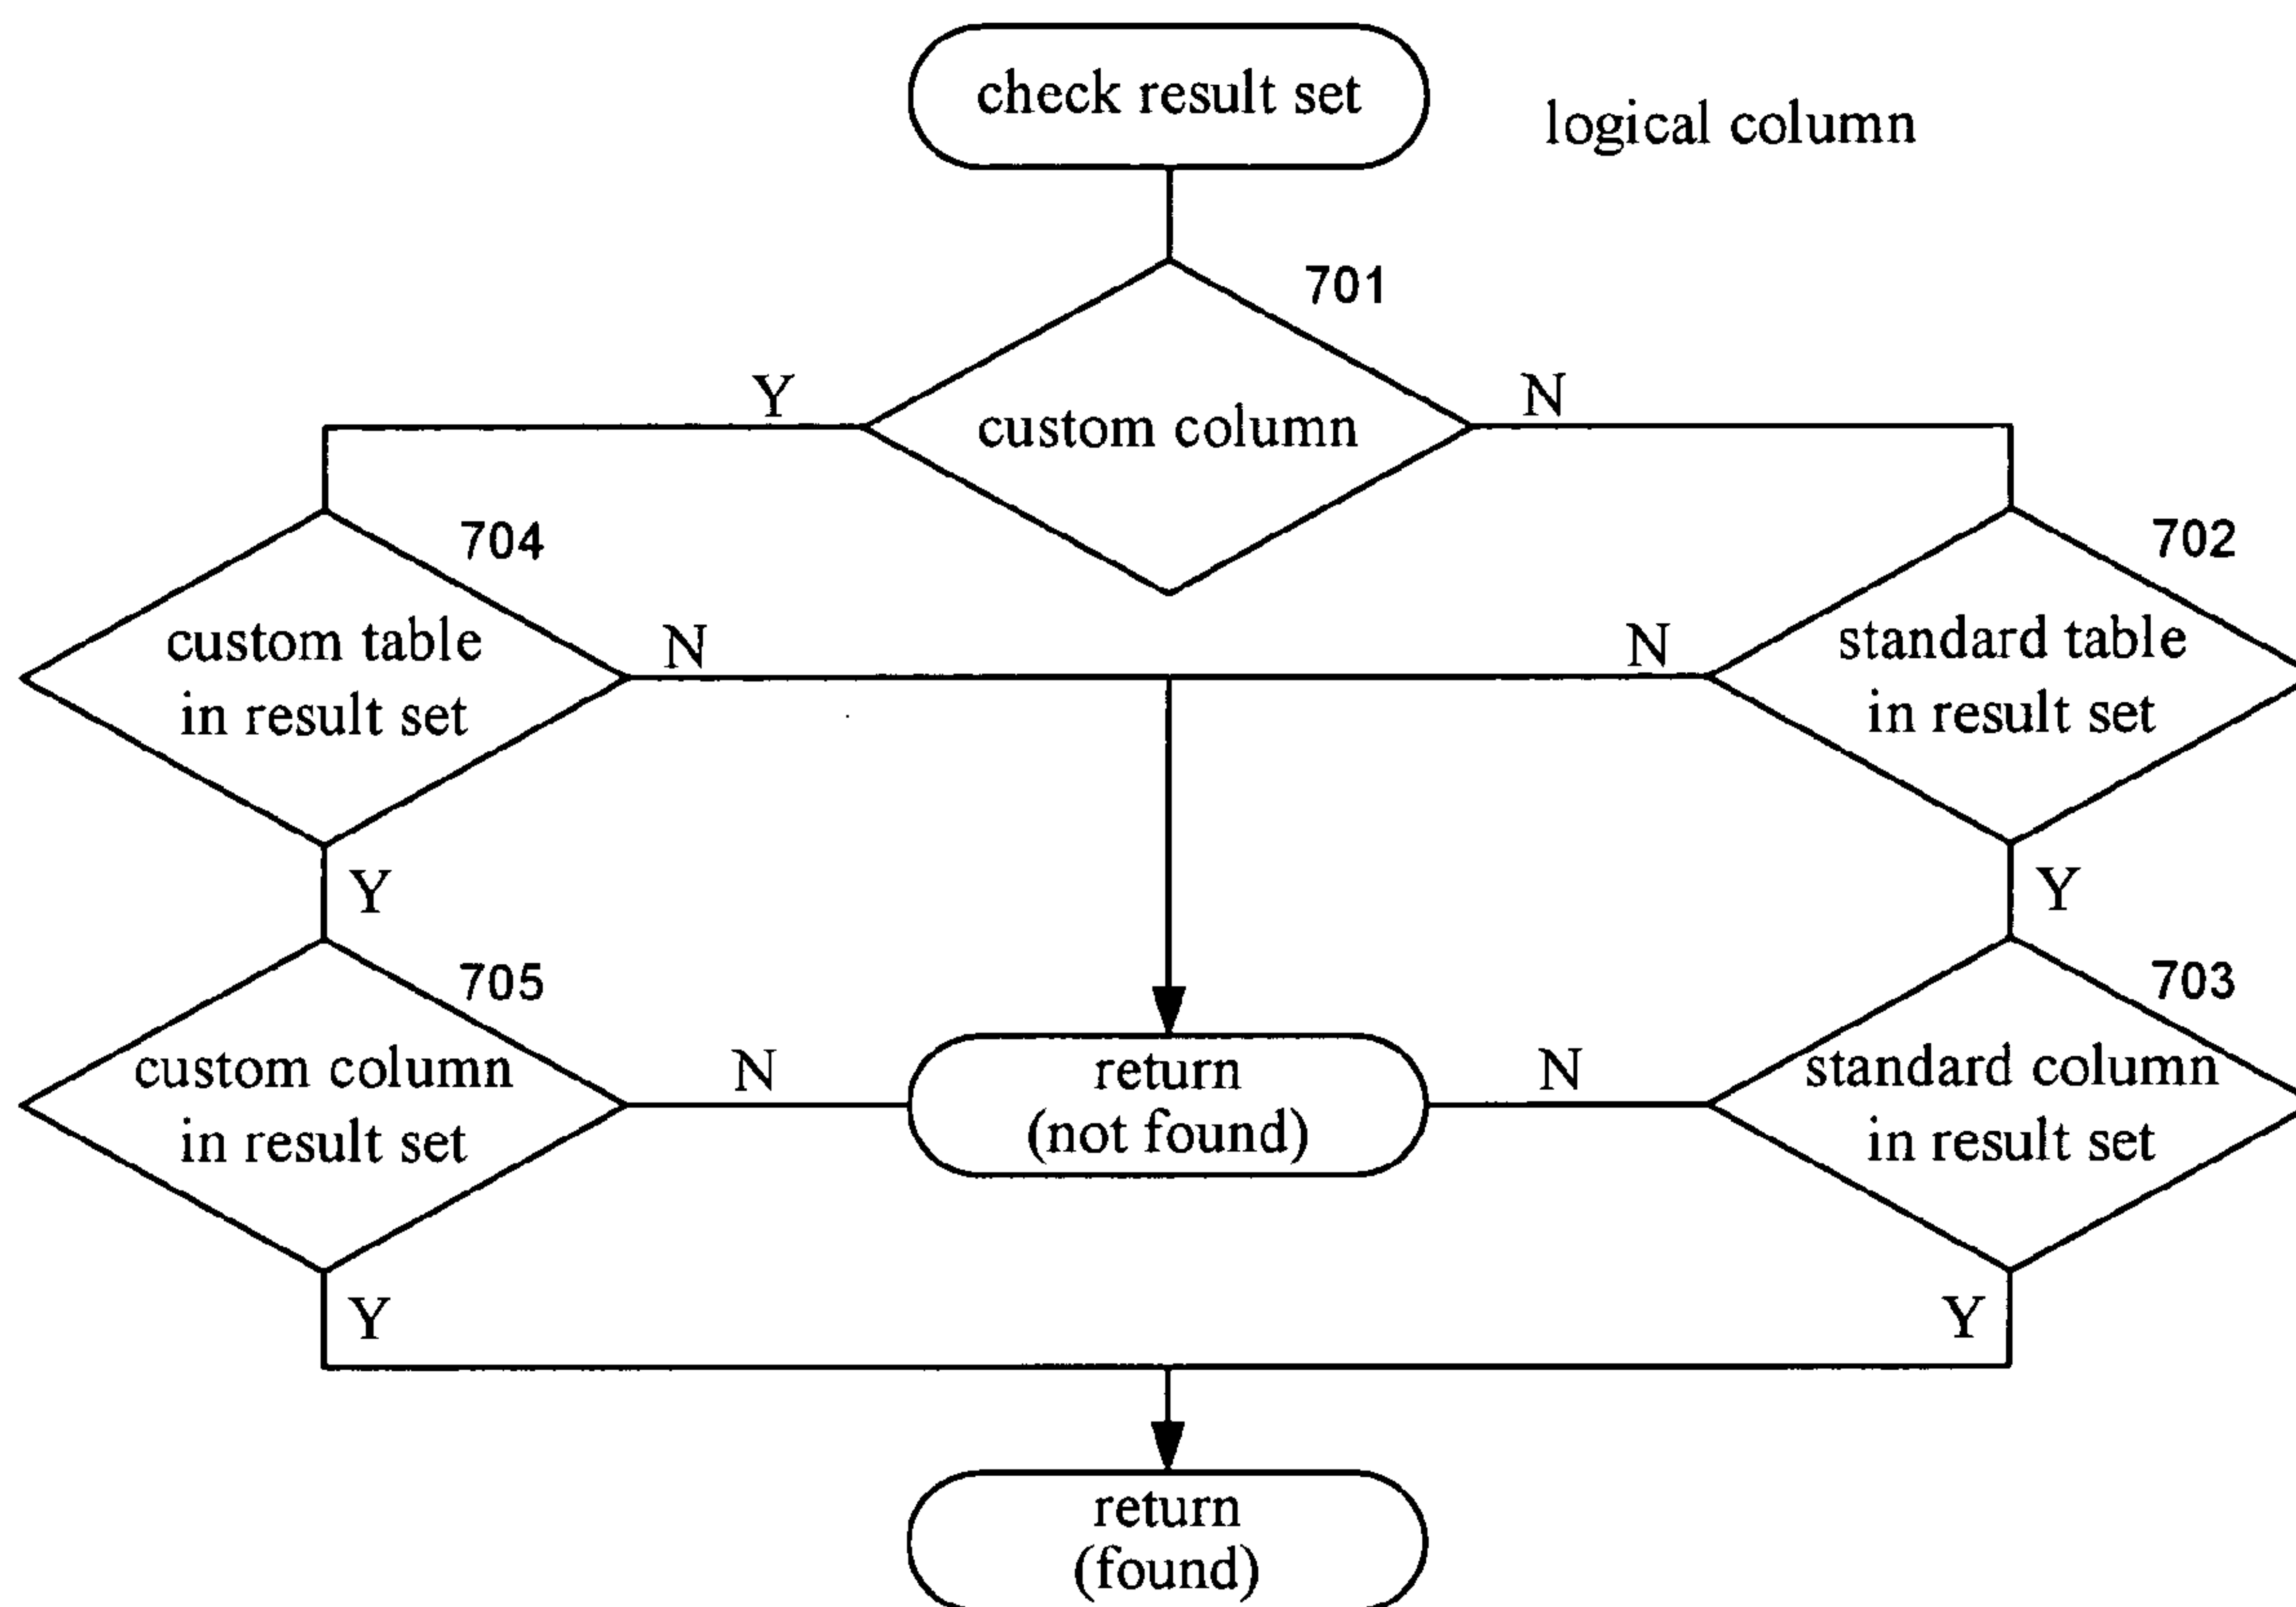 check result set
logical column
701
Y
N
custom column
704
702
custom table
in result set
N
N
standard table
in result set
Y
Y
705
703
custom column
in result set
N
return
(not found)
N
standard column
in result set
Y
Y
return
(found)